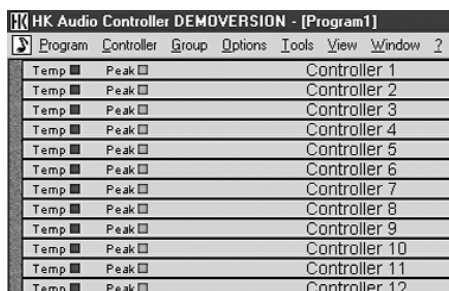 HK HK Audio Controller DEMOVERSION - [Program1]
Program Controller Group Options Tools View Window ?
Temp Peak Controller 1
Temp Peak Controller 2
Temp Peak Controller 3
Temp Peak Controller 4
Temp Peak Controller 5
Temp Peak Controller 6
Temp Peak Controller 7
Temp Peak Controller 8
Temp Peak Controller 9
Temp Peak Controller 10
Temp Peak Controller 11
Temp Peak Controller 12